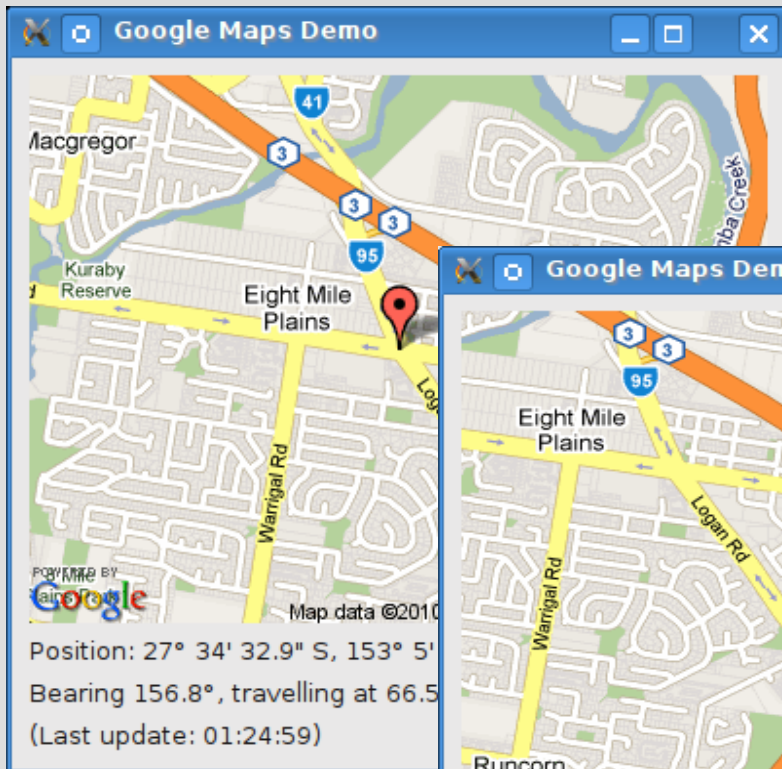 Google Maps Demo
41
Macgregor
3
3
3
95
mba Creek
Kuraby
Reserve
Eight Mile
Plains
Warrigal Rd
POWERED BY
Google
Map data ©2010
Position: 27° 34' 32.9" S, 153° 5'
Bearing 156.8°, travelling at 66.5
(Last update: 01:24:59)
Google Maps Dem
3
3
95
Eight Mile
Plains
Logan Rd
Warrigal Rd
Runcorn